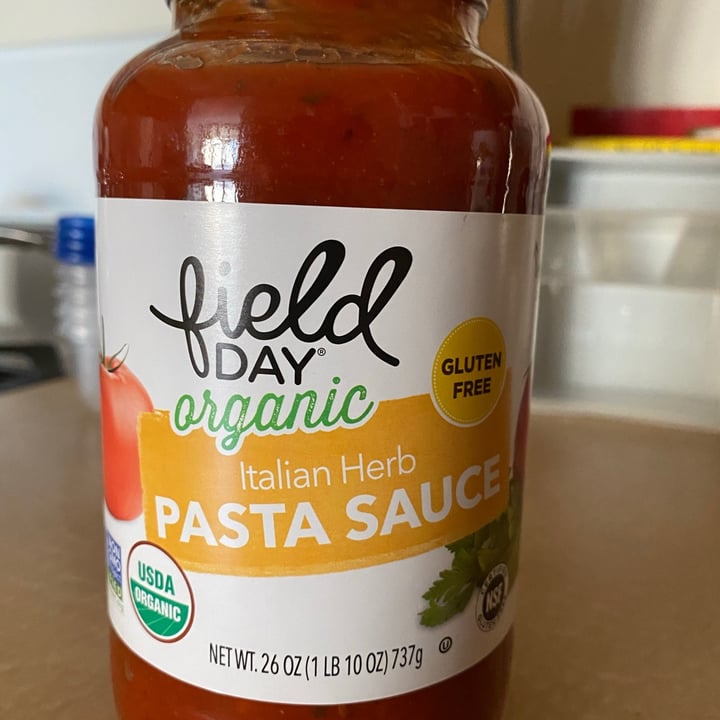 field
DAY®
organic
GLUTEN
FREE
Italian Herb
PASTA SAUCE
USDA
ORGANIC
NSF
NET WT. 26 OZ (1 LB 10 OZ) 737g
U